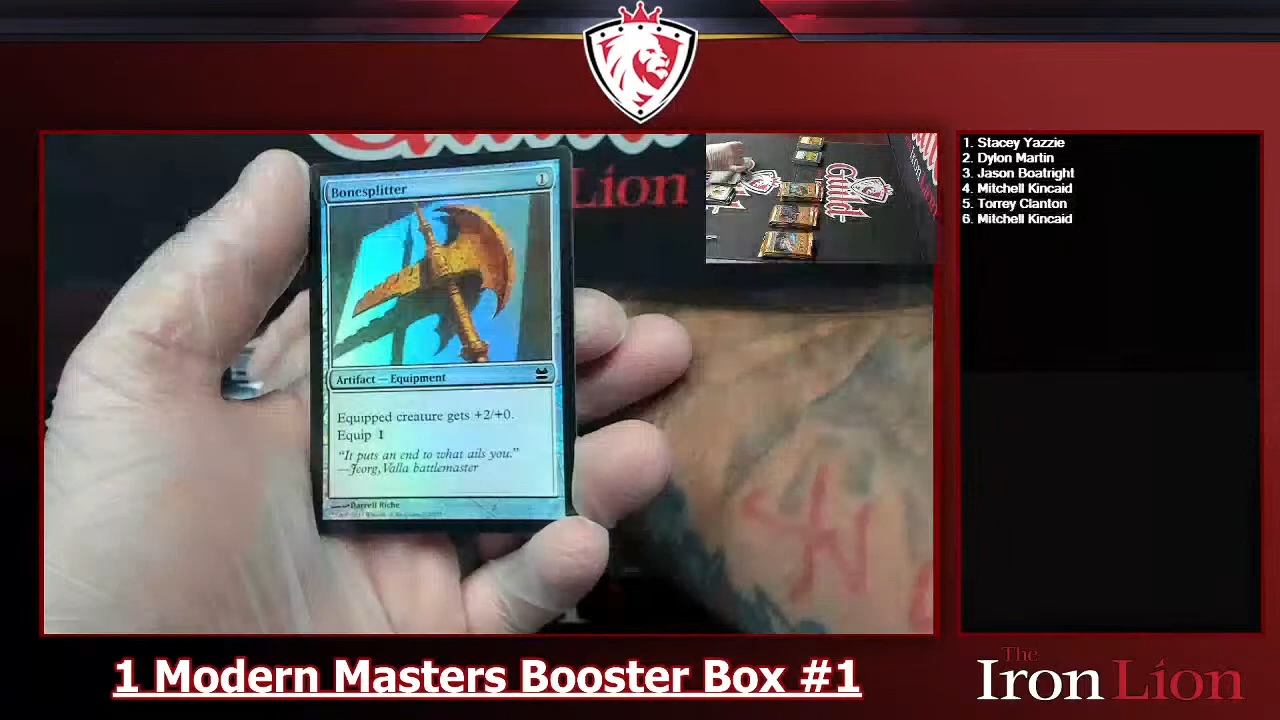 Lion
Guild
Bonesplitter
1
Artifact — Equipment
Equipped creature gets +2/+0.
Equip 1
"It puts an end to what ails you."
—Jeorg, Valla battlemaster
Darrell Riche
1. Stacey Yazzie
2. Dylon Martin
3. Jason Boatright
4. Mitchell Kincaid
5. Torrey Clanton
6. Mitchell Kincaid
1 Modern Masters Booster Box #1
The
Iron Lion